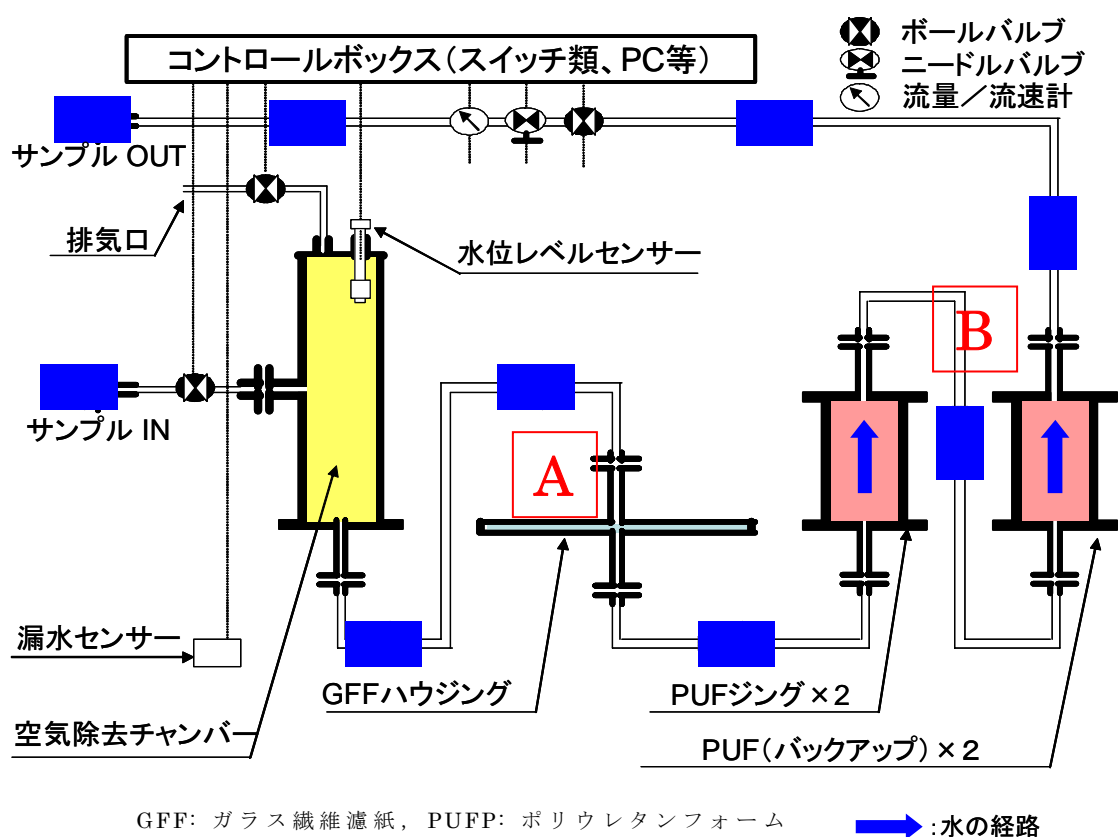 コントロールボックス(スイッチ類、PC等)
ボールバルブ
ニードルバルブ
流量/流速計
サンプル OUT
排気口
水位レベルセンサー
サンプル IN
A
B
漏水センサー
空気除去チャンバー
GFFハウジング
PUFジング×2
PUF(バックアップ)×2
GFF: ガラス繊維濾紙, PUFP: ポリウレタンフォーム
:水の経路